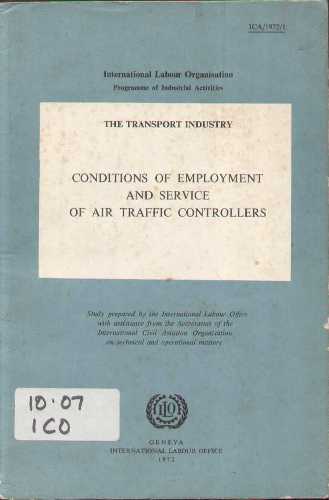 ICA/1972/1
International Labour Organisation
Programme of Industrial Activities
THE TRANSPORT INDUSTRY
CONDITIONS OF EMPLOYMENT
AND SERVICE
OF AIR TRAFFIC CONTROLLERS
Study prepared by the International Labour Office
with assistance from the Secretariat of the
International Civil Aviation Organization
on technical and operational matters
10·07
ICO
ILO
GENEVA
INTERNATIONAL LABOUR OFFICE
1972